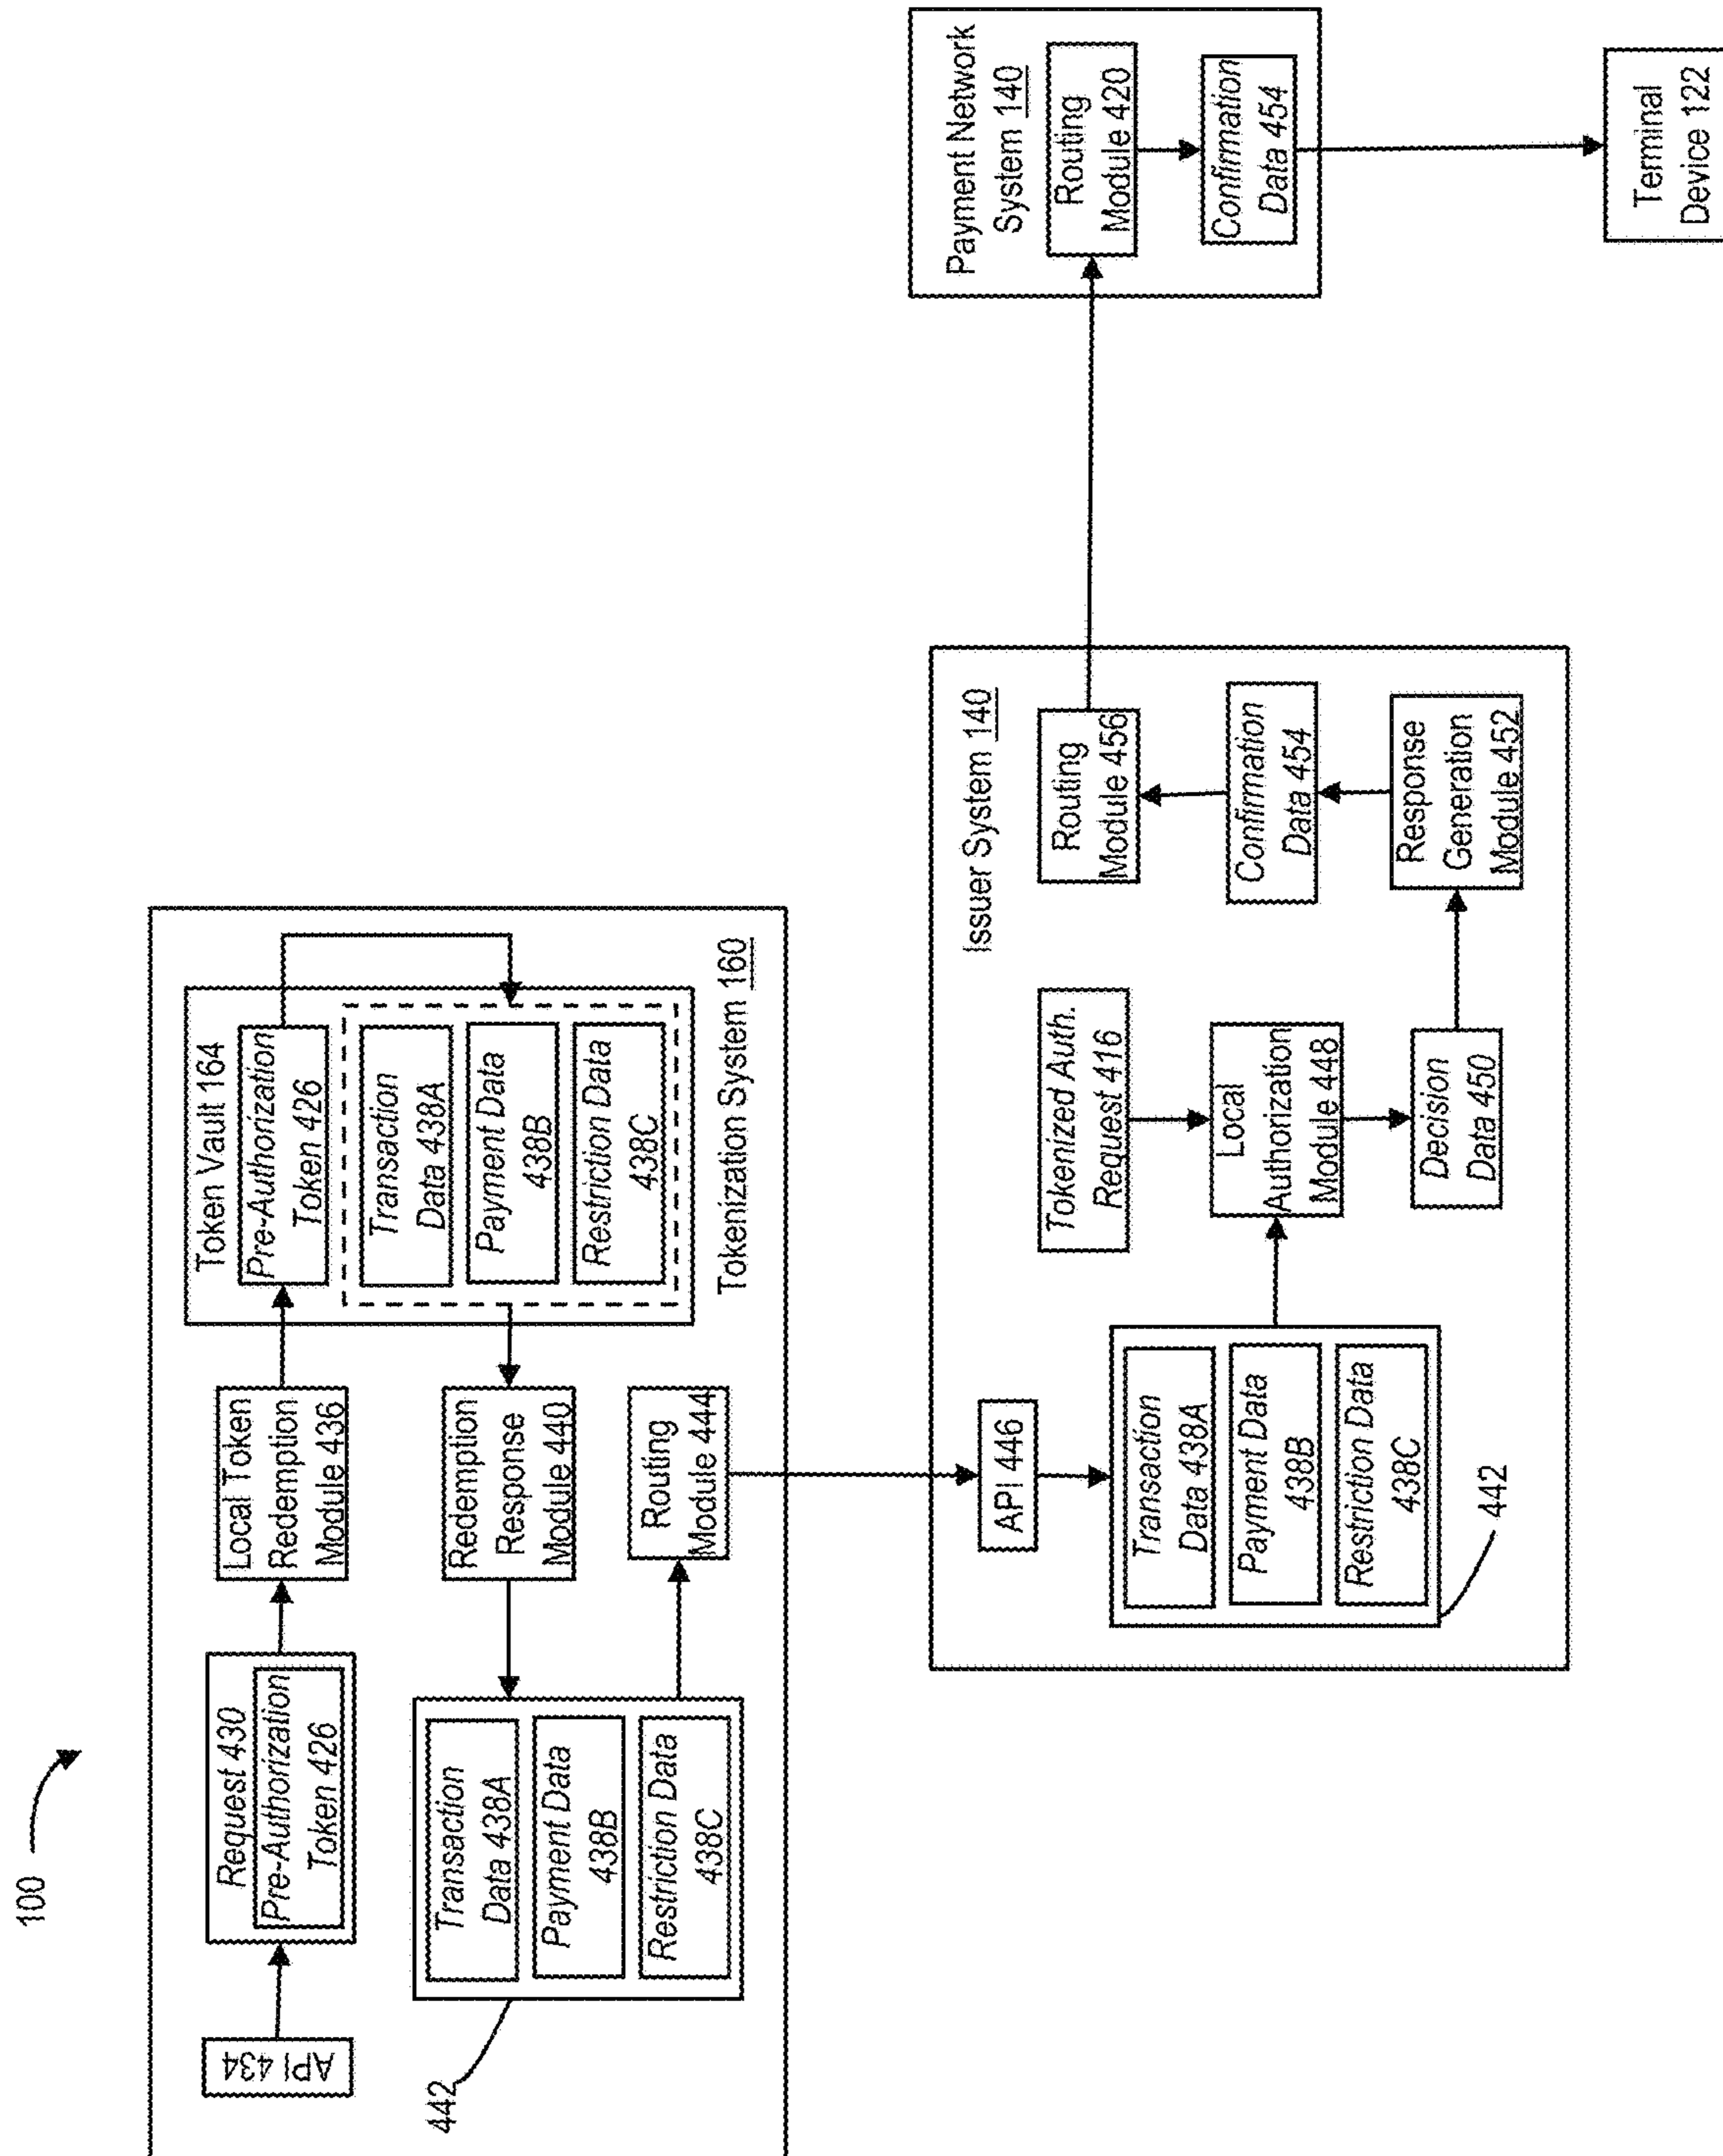 100
API 434
Request 430
Pre-Authorization
Token 426
Local Token
Redemption
Module 436
Token Vault 164
Pre-Authorization
Token 426
Transaction
Data 438A
Payment Data
438B
Restriction Data
438C
Tokenization System 160
Redemption
Response
Module 440
Transaction
Data 438A
Payment Data
438B
Restriction Data
438C
442
Routing
Module 444
Issuer System 140
API 446
Transaction
Data 438A
Payment Data
438B
Restriction Data
438C
442
Tokenized Auth.
Request 416
Local
Authorization
Module 448
Decision
Data 450
Routing
Module 456
Confirmation
Data 454
Response
Generation
Module 452
Payment Network
System 140
Routing
Module 420
Confirmation
Data 454
Terminal
Device 122